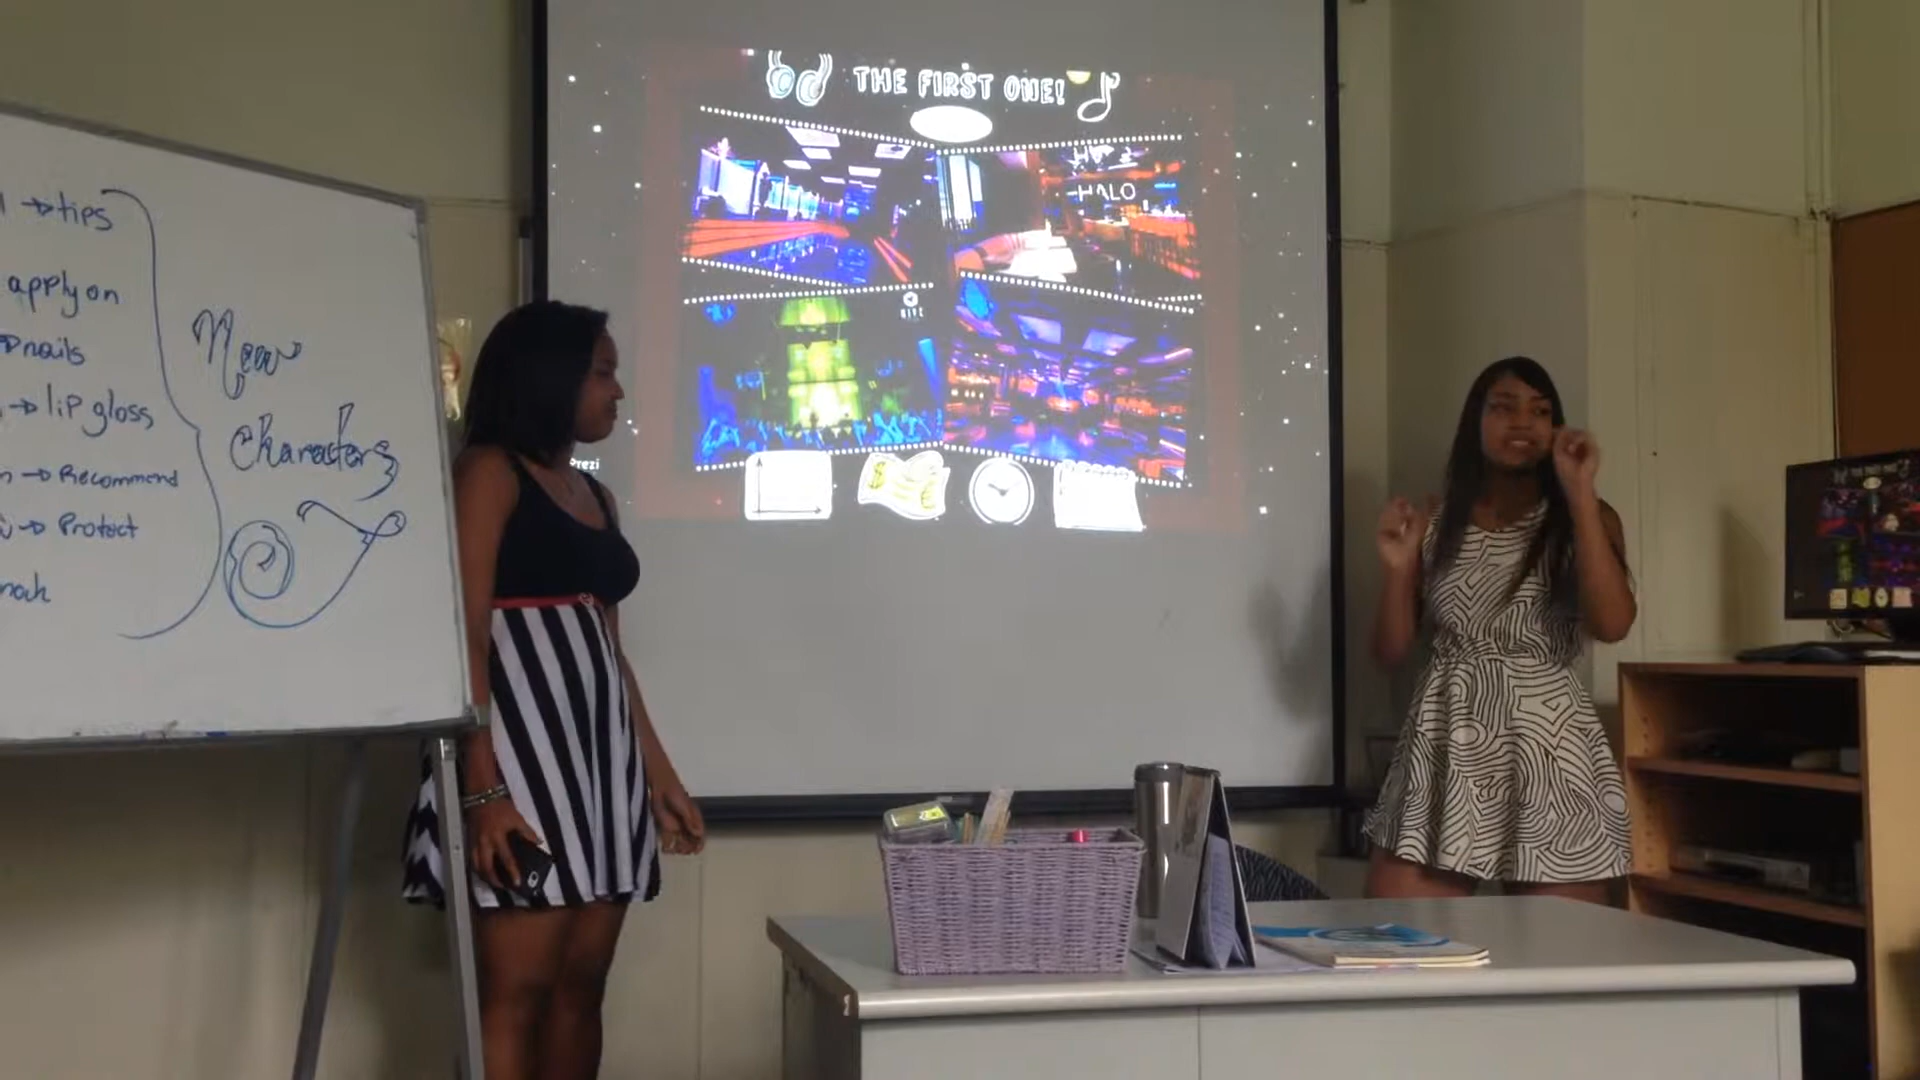 →tips
apply on
nails
→lip gloss
→ Recommend
→ Protect
New
characters
THE FIRST ONE!
HALO
Prezi